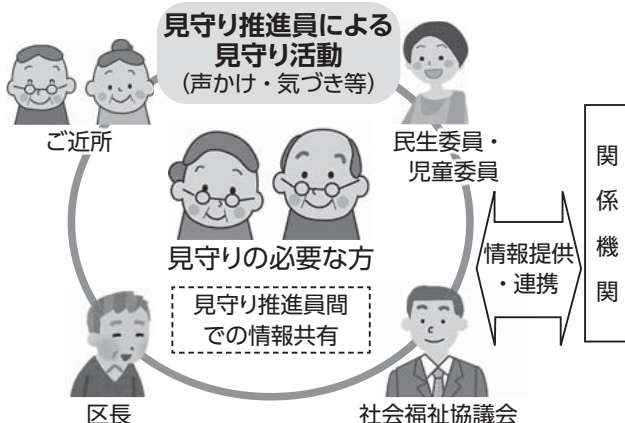 見守り推進員による
見守り活動
(声かけ・気づき等)
ご近所
民生委員・
児童委員
見守りの必要な方
見守り推進員間
での情報共有
区長
社会福祉協議会
情報提供
・連携
関係機関